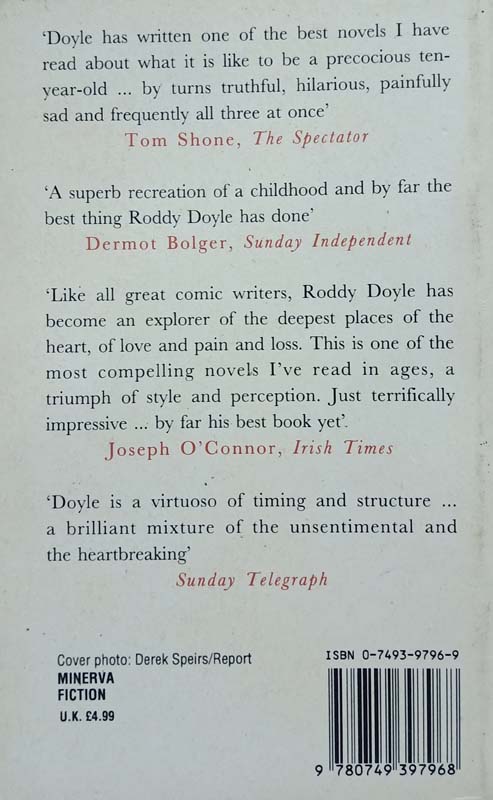 ‘Doyle has written one of the best novels I have
read about what it is like to be a precocious ten-
year-old ... by turns truthful, hilarious, painfully
sad and frequently all three at once’
Tom Shone, The Spectator
‘A superb recreation of a childhood and by far the
best thing Roddy Doyle has done’
Dermot Bolger, Sunday Independent
‘Like all great comic writers, Roddy Doyle has
become an explorer of the deepest places of the
heart, of love and pain and loss. This is one of the
most compelling novels I’ve read in ages, a
triumph of style and perception. Just terrifically
impressive ... by far his best book yet’.
Joseph O’Connor, Irish Times
‘Doyle is a virtuoso of timing and structure ...
a brilliant mixture of the unsentimental and
the heartbreaking’
Sunday Telegraph
Cover photo: Derek Speirs/Report
MINERVA
FICTION
U.K. £4.99
ISBN 0-7493-9796-9
9 780749 397968